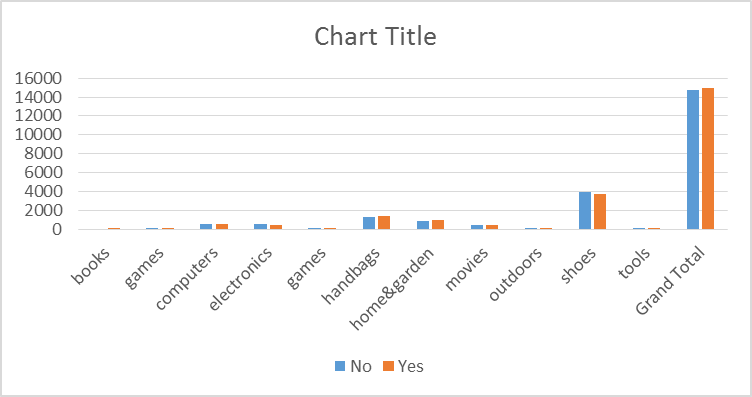 Chart Title
16000
14000
12000
10000
8000
6000
4000
2000
0
books
games
computers
electronics
games
handbags
home&garden
movies
outdoors
shoes
tools
Grand Total
No Yes